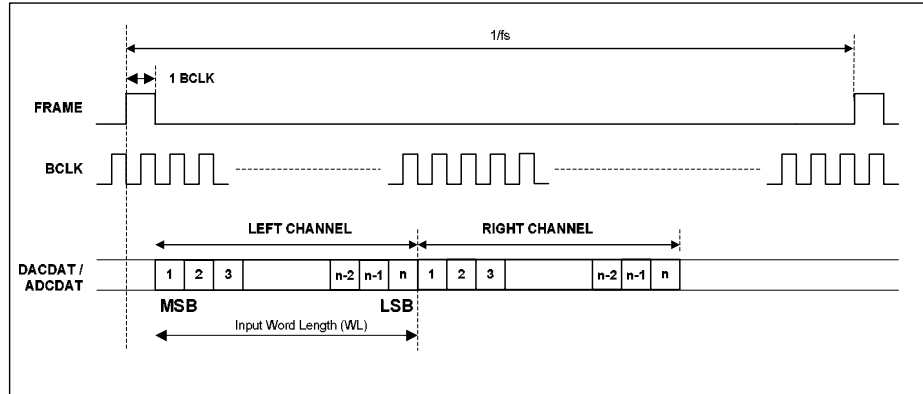 1/fs
1 BCLK
FRAME
BCLK
LEFT CHANNEL
RIGHT CHANNEL
DACDAT /
ADCDAT
1 2 3 n-2 n-1 n 1 2 3 n-2 n-1 n
MSB
LSB
Input Word Length (WL)